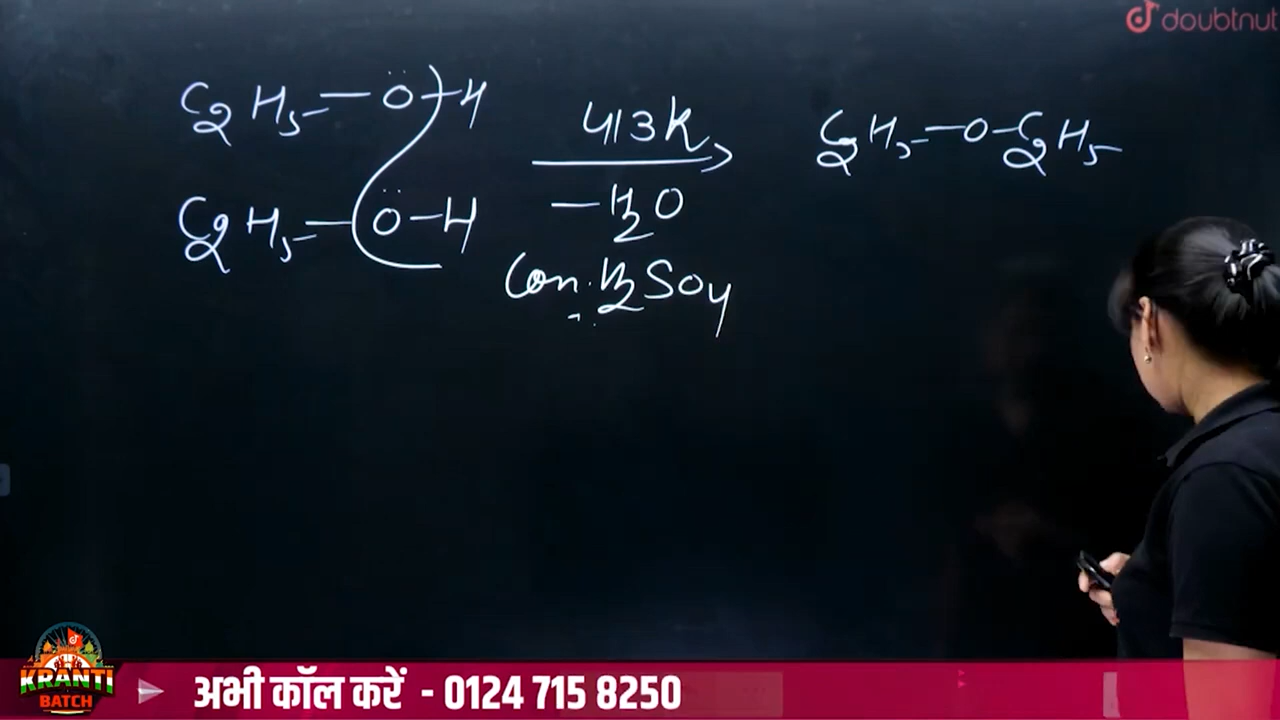 doubtnut
C₂H₅ — Ö — H
413K
C₂H₅ — O — C₂H₅
— H₂O
C₂H₅ — Ö — H
Con. H₂SO₄
KRANTI
BATCH
अभी कॉल करें - 0124 715 8250